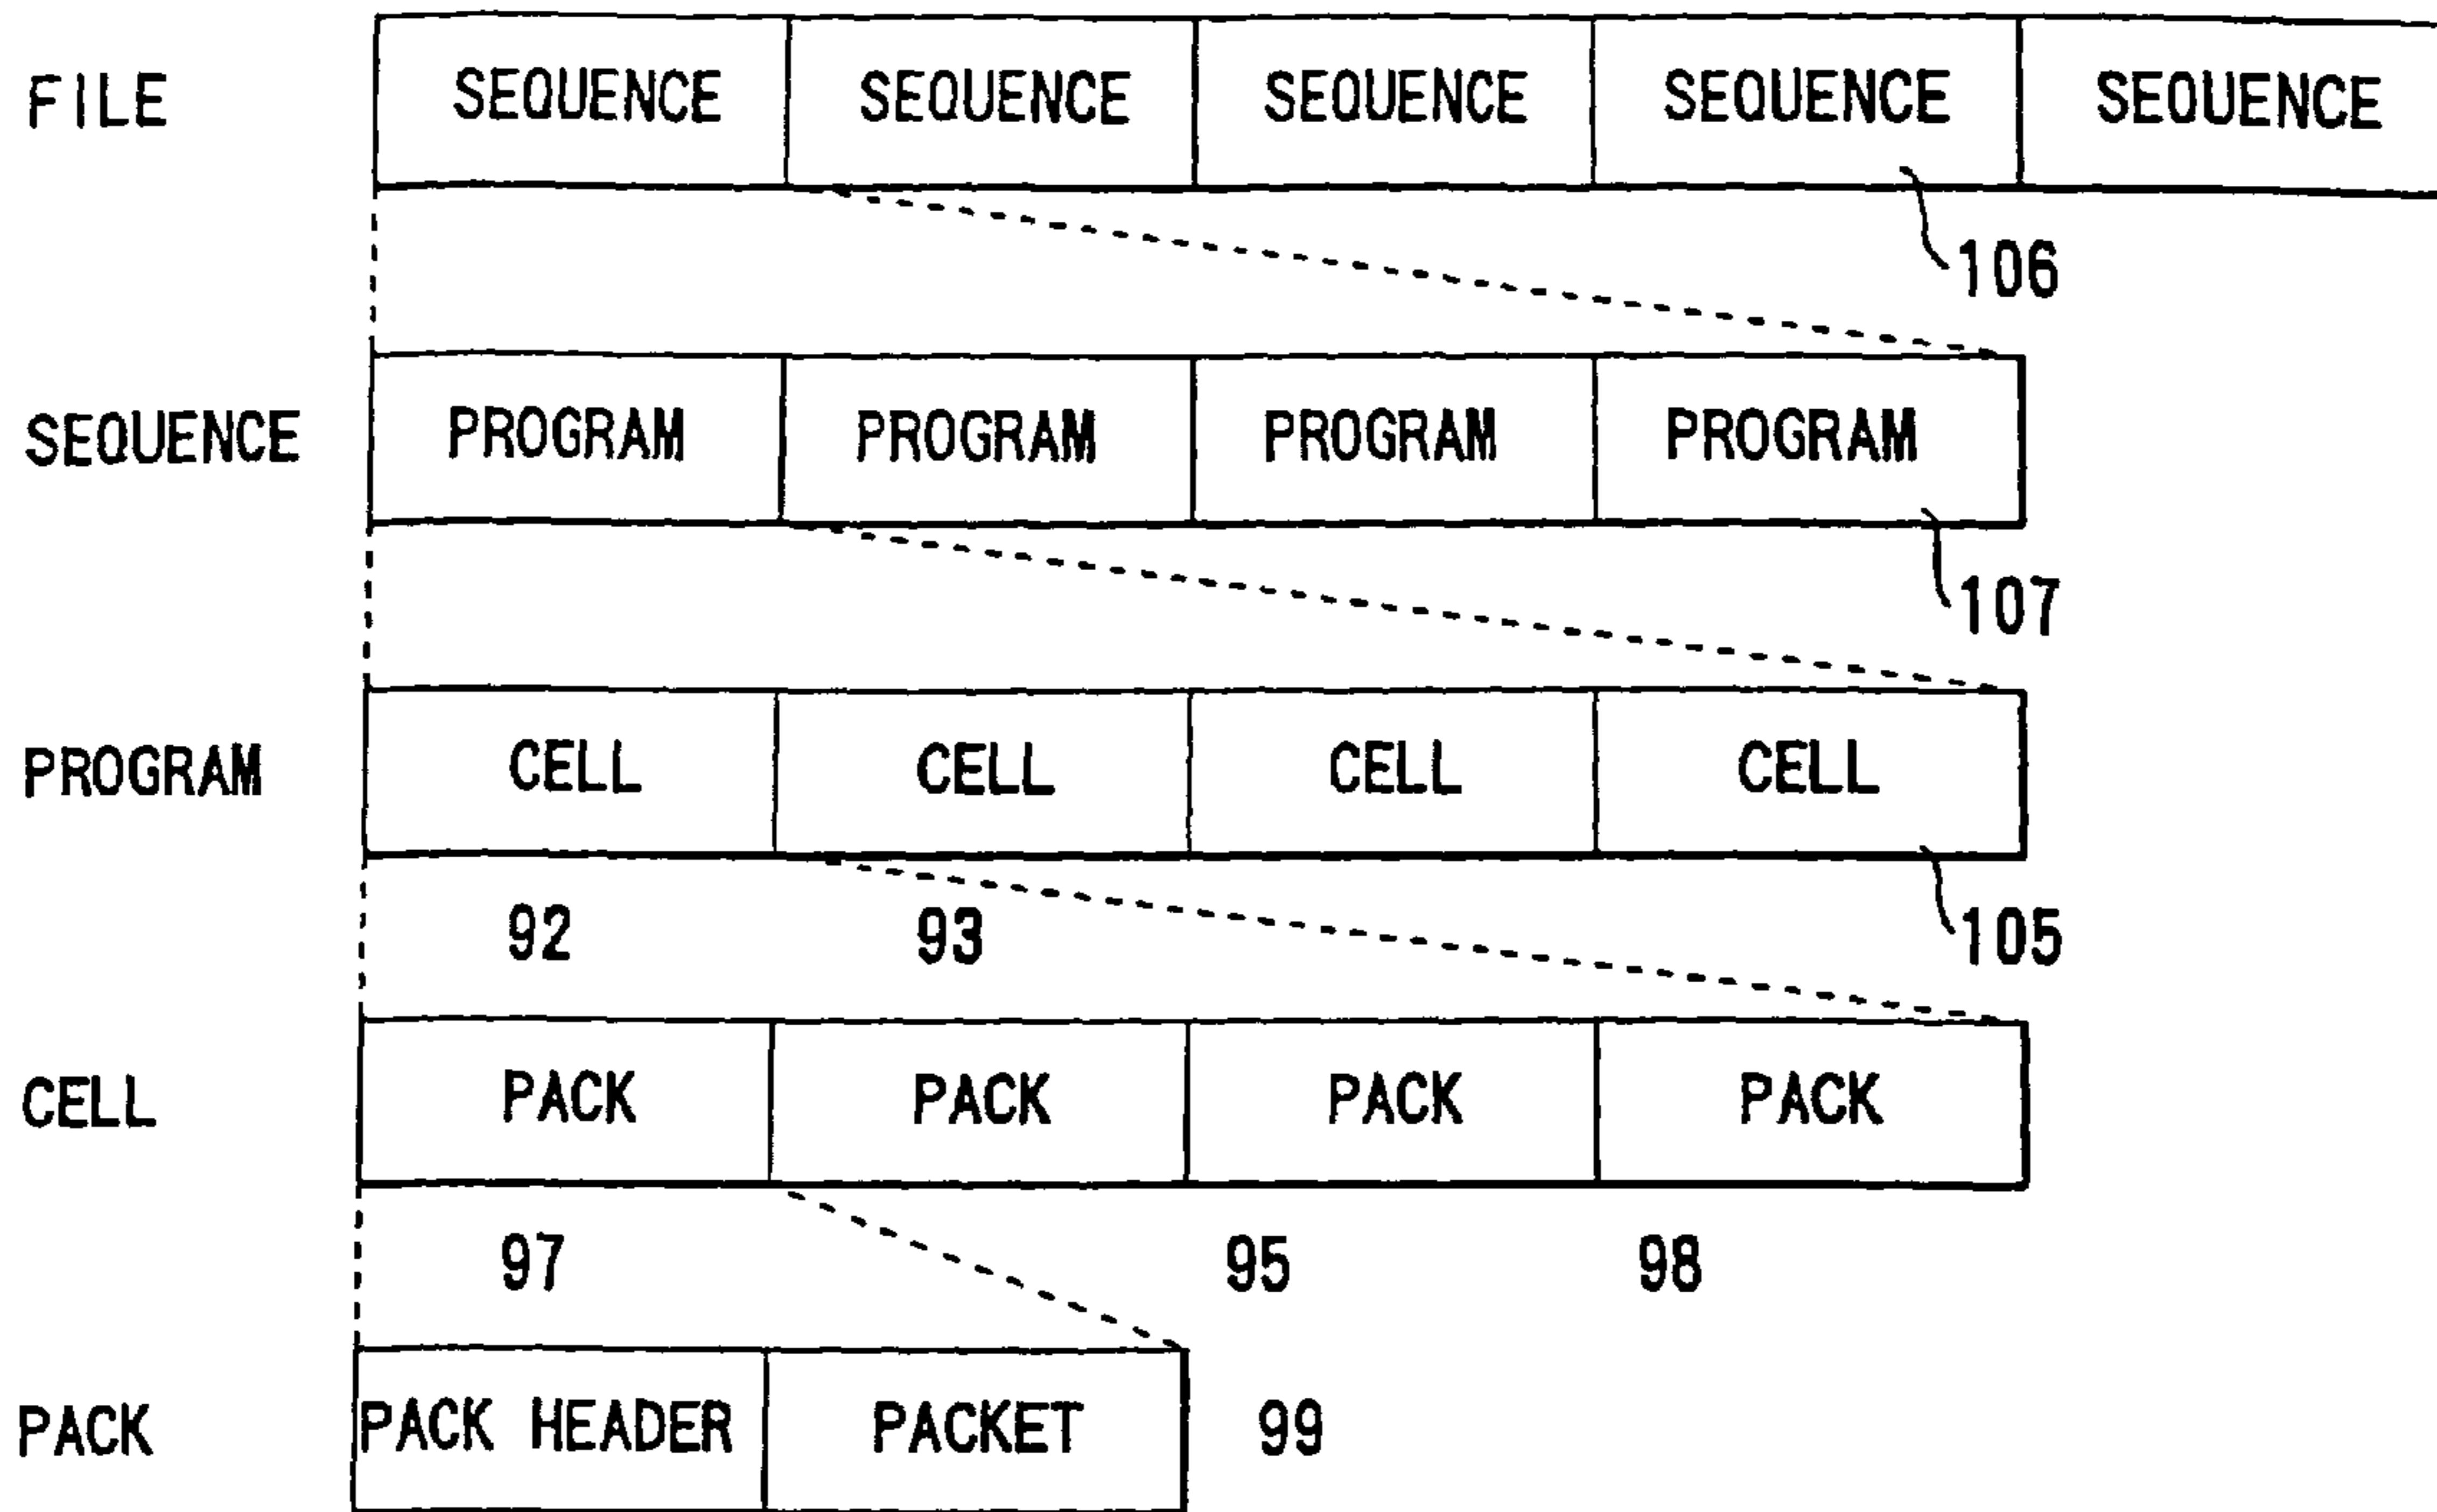 FILE SEQUENCE SEQUENCE SEQUENCE SEQUENCE SEQUENCE
106
SEQUENCE PROGRAM PROGRAM PROGRAM PROGRAM
107
PROGRAM CELL CELL CELL CELL
92 93 105
CELL PACK PACK PACK PACK
97 95 98
PACK PACK HEADER PACKET 99